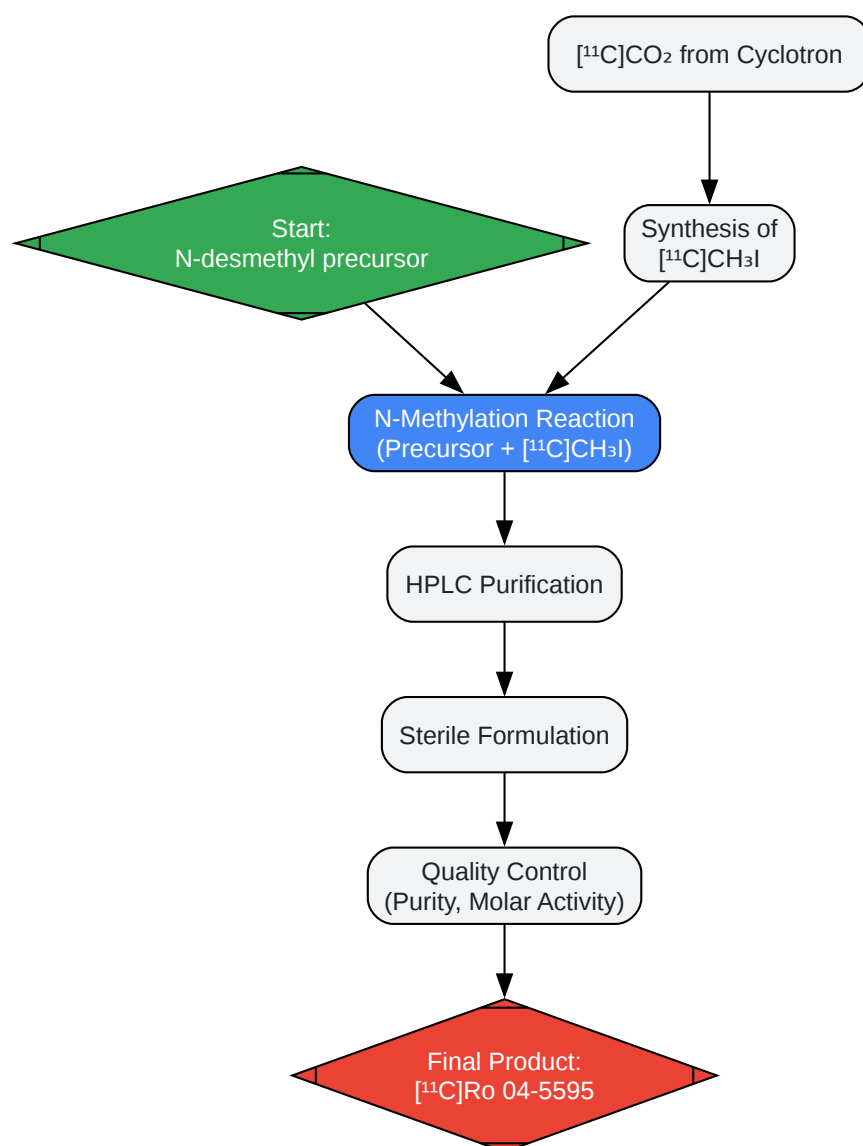 [¹¹C]CO₂ from Cyclotron
Start:
N-desmethyl precursor
Synthesis of
[¹¹C]CH₃I
N-Methylation Reaction
(Precursor + [¹¹C]CH₃I)
HPLC Purification
Sterile Formulation
Quality Control
(Purity, Molar Activity)
Final Product:
[¹¹C]Ro 04-5595